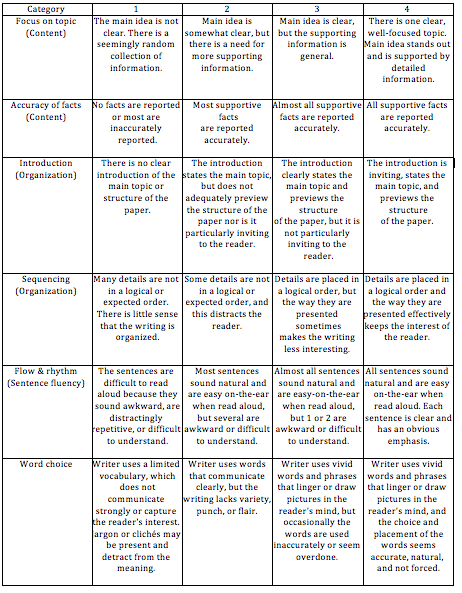 Category
1
2
3
4
Focus on topic
(Content)
The main idea is not
clear. There is a
seemingly random
collection of
information.
Main idea is
somewhat clear, but
there is a need for
more supporting
information.
Main idea is clear,
but the supporting
information is
general.
There is one clear,
well-focused topic.
Main idea stands out
and is supported by
detailed
information.
Accuracy of facts
(Content)
No facts are reported
or most are
inaccurately
reported.
Most supportive
facts
are reported
accurately.
Almost all supportive
facts are reported
accurately.
All supportive facts
are reported
accurately.
Introduction
(Organization)
There is no clear
introduction of the
main topic or
structure of the
paper.
The introduction
states the main topic,
but does not
adequately preview
the structure of the
paper nor is it
particularly inviting
to the reader.
The introduction
clearly states the
main topic and
previews the
structure
of the paper, but it is
not particularly
inviting to the
reader.
The introduction is
inviting, states the
main topic, and
previews the
structure
of the paper.
Sequencing
(Organization)
Many details are not
in a logical or
expected order.
There is little sense
that the writing is
organized.
Some details are not
in a logical or
expected order, and
this distracts the
reader.
Details are placed in
a logical order, but
the way they are
presented
sometimes
makes the writing
less interesting.
Details are placed in
a logical order and
the way they are
presented effectively
keeps the interest of
the reader.
Flow & rhythm
(Sentence fluency)
The sentences are
difficult to read
aloud because they
sound awkward, are
distractingly
repetitive, or difficult
to understand.
Most sentences
sound natural and
are easy on-the-ear
when read aloud,
but several are
awkward or difficult
to understand.
Almost all sentences
sound natural and
are easy-on-the-ear
when read aloud,
but 1 or 2 are
awkward or difficult
to understand.
All sentences sound
natural and are easy
on-the-ear when
read aloud. Each
sentence is clear and
has an obvious
emphasis.
Word choice
Writer uses a limited
vocabulary, which
does not
communicate
strongly or capture
the reader's interest.
argon or clichés may
be present and
detract from the
meaning.
Writer uses words
that communicate
clearly, but the
writing lacks variety,
punch, or flair.
Writer uses vivid
words and phrases
that linger or draw
pictures in the
reader's mind, but
occasionally the
words are used
inaccurately or seem
overdone.
Writer uses vivid
words and phrases
that linger or draw
pictures in the
reader's mind, and
the choice and
placement of the
words seems
accurate, natural,
and not forced.